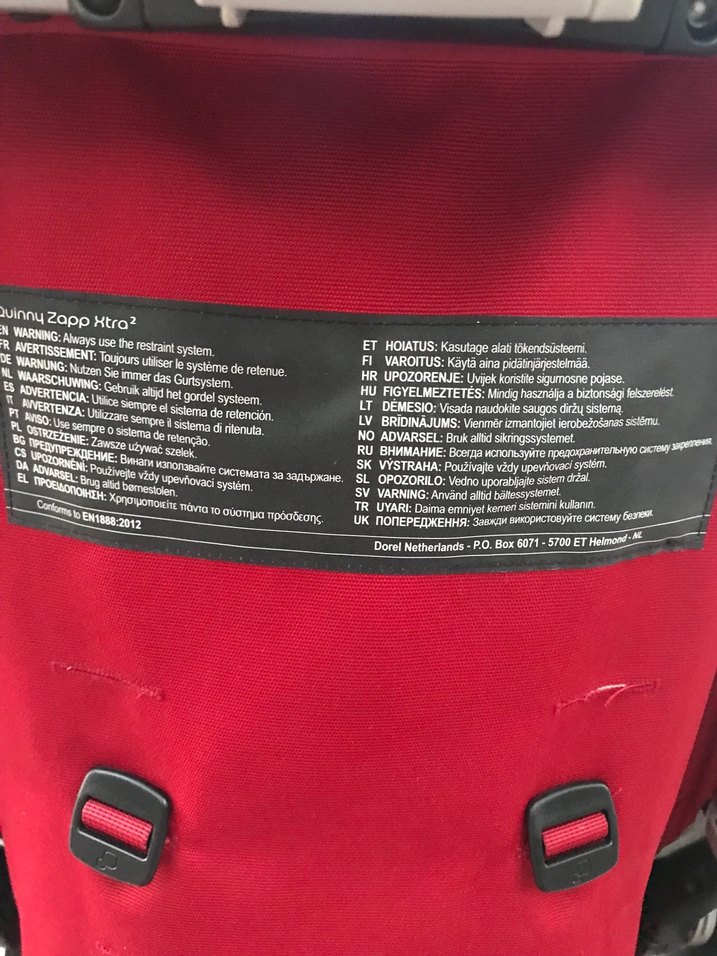 Quinny Zapp Xtra²
EN WARNING: Always use the restraint system.
FR AVERTISSEMENT: Toujours utiliser le système de retenue.
DE WARNUNG: Nutzen Sie immer das Gurtsystem.
NL WAARSCHUWING: Gebruik altijd het gordel systeem.
ES ADVERTENCIA: Utilice siempre el sistema de retención.
IT AVVERTENZA: Utilizzare sempre il sistema di ritenuta.
PT AVISO: Use sempre o sistema de retenção.
PL OSTRZEŻENIE: Zawsze używać szelek.
BG ПРЕДУПРЕЖДЕНИЕ: Винаги използвайте системата за задържане.
CS UPOZORNĚNÍ: Používejte vždy upevňovací systém.
DA ADVARSEL: Brug altid børnestolen.
EL ΠΡΟΕΙΔΟΠΟΙΗΣΗ: Χρησιμοποιείτε πάντα το σύστημα πρόσδεσης.
Conforms to EN1888:2012
ET HOIATUS: Kasutage alati tõkendsüsteemi.
FI VAROITUS: Käytä aina pidätinjärjestelmää.
HR UPOZORENJE: Uvijek koristite sigurnosne pojase.
HU FIGYELMEZTETÉS: Mindig használja a biztonsági felszerelést.
LT DĖMESIO: Visada naudokite saugos diržų sistemą.
LV BRĪDINĀJUMS: Vienmēr izmantojiet ierobežošanas sistēmu.
NO ADVARSEL: Bruk alltid sikringssystemet.
RU ВНИМАНИЕ: Всегда используйте предохранительную систему закрепления.
SK VÝSTRAHA: Používajte vždy upevňovací systém.
SL OPOZORILO: Vedno uporabljajte sistem držal.
SV VARNING: Använd alltid bältessystemet.
TR UYARI: Daima emniyet kemeri sistemini kullanın.
UK ПОПЕРЕДЖЕННЯ: Завжди використовуйте систему безпеки.
Dorel Netherlands - P.O. Box 6071 - 5700 ET Helmond - NL